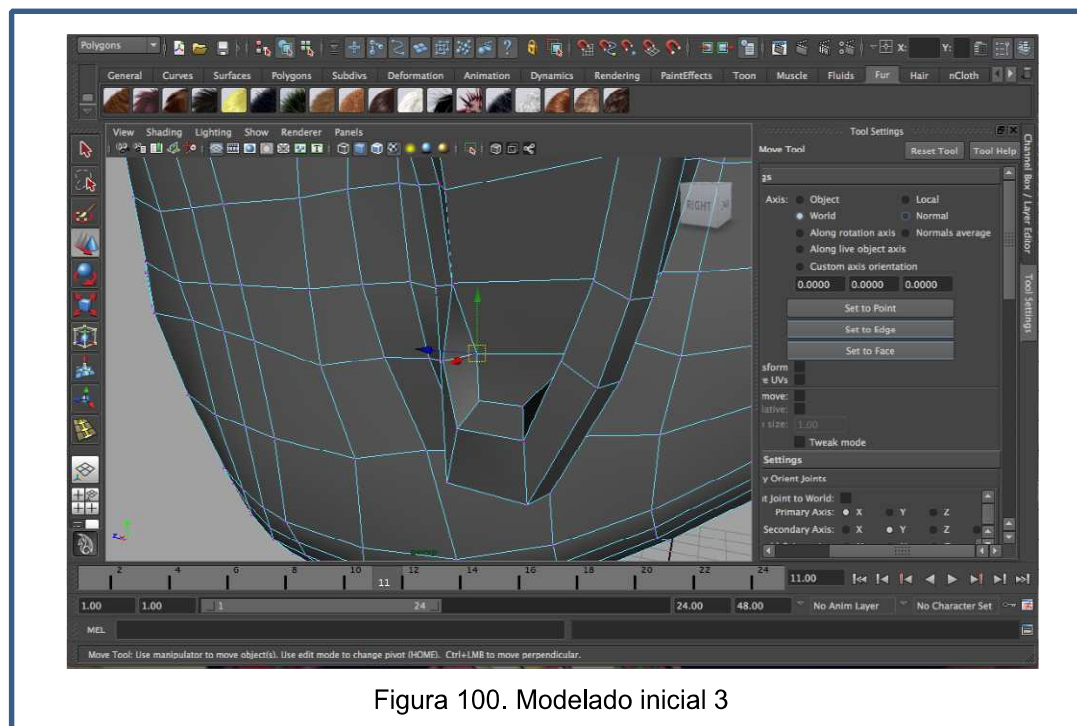 Polygons
X:
Y:
General Curves Surfaces Polygons Subdivs Deformation Animation Dynamics Rendering PaintEffects Toon Muscle Fluids Fur Hair nCloth
View Shading Lighting Show Renderer Panels
RIGHT
persp
Tool Settings
Move Tool Reset Tool Tool Help
gs
Axis: Object Local
World Normal
Along rotation axis Normals average
Along live object axis
Custom axis orientation
0.0000 0.0000 0.0000
Set to Point
Set to Edge
Set to Face
sform
e UVs
move:
lative:
size: 1.00
Tweak mode
Settings
y Orient Joints
t Joint to World:
Primary Axis: X Y Z
Secondary Axis: X Y Z
Channel Box / Layer Editor
Tool Settings
2 4 6 8 10 11 12 14 16 18 20 22 24 11.00
1.00 1.00 1 24 24.00 48.00 No Anim Layer No Character Set
MEL
Move Tool: Use manipulator to move object(s). Use edit mode to change pivot (HOME). Ctrl+LMB to move perpendicular.
Figura 100. Modelado inicial 3